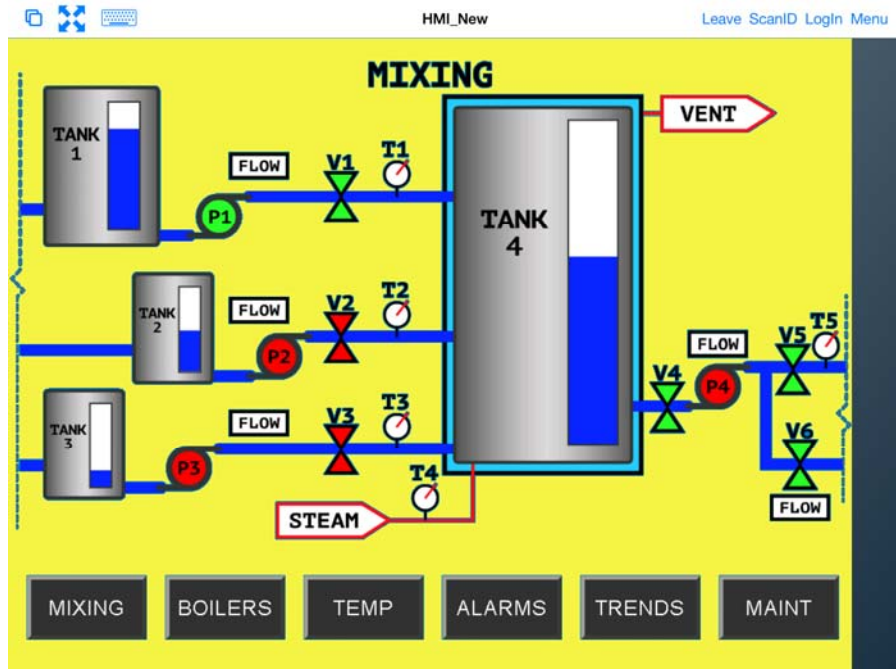 HMI_New
Leave ScanID LogIn Menu
MIXING
TANK
1
FLOW
P1
V1
T1
VENT
TANK
4
TANK
2
FLOW
P2
V2
T2
TANK
3
FLOW
P3
V3
T3
T4
STEAM
V4
FLOW
P4
V5
T5
V6
FLOW
MIXING
BOILERS
TEMP
ALARMS
TRENDS
MAINT